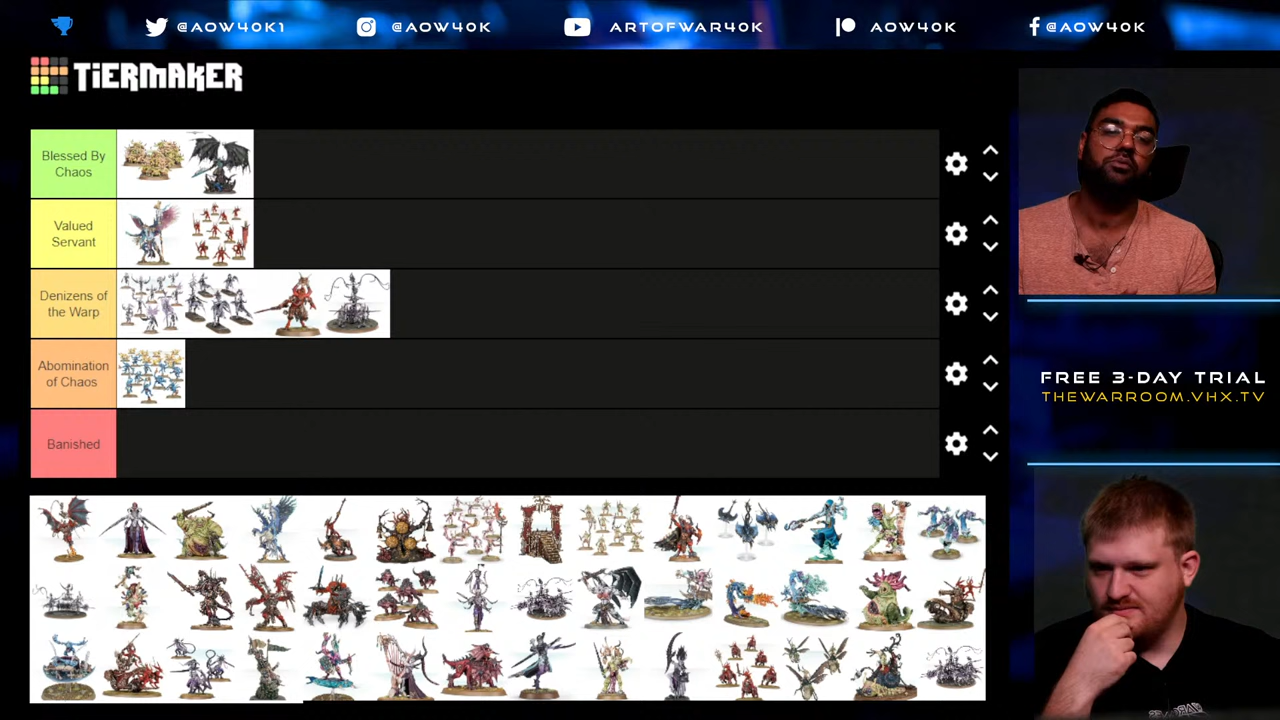 @AOW40K1
@AOW40K
ARTOFWAR40K
AOW40K
@AOW40K
TiERMAKER
Blessed By
Chaos
Valued
Servant
Denizens of
the Warp
Abomination
of Chaos
Banished
FREE 3-DAY TRIAL
THEWARROOM.VHX.TV